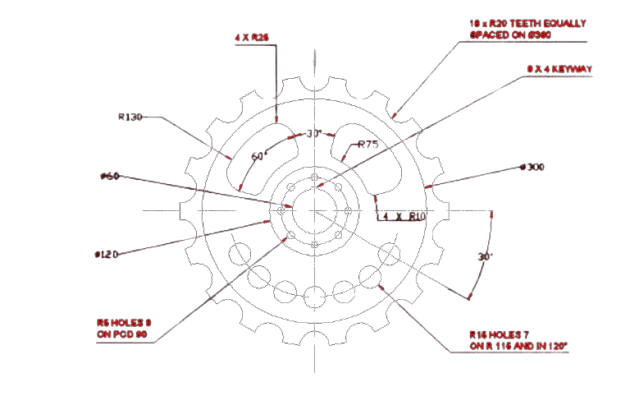 18 x R20 TEETH EQUALLY
SPACED ON Ø360
4 X R25
8 X 4 KEYWAY
R130
30°
R75
60°
Ø300
Ø60
4 X R10
Ø120
30°
R5 HOLES 8
ON PCD 90
R15 HOLES 7
ON R 115 AND IN 120°